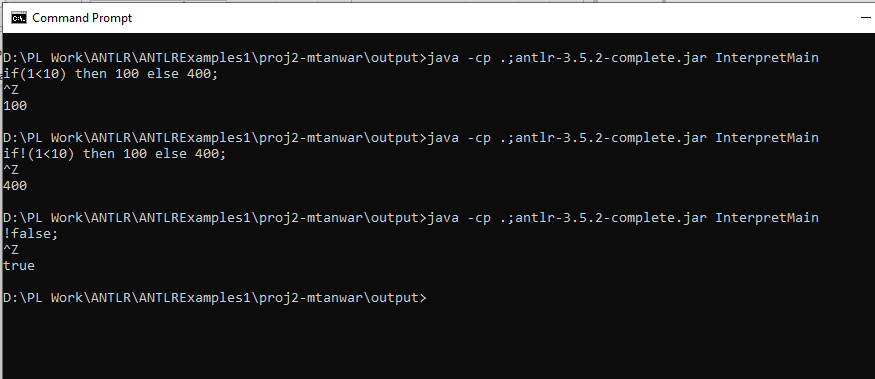 Command Prompt
D:\PL Work\ANTLR\ANTLRExamples1\proj2-mtanwar\output>java -cp .;antlr-3.5.2-complete.jar InterpretMain
if(1<10) then 100 else 400;
^Z
100
D:\PL Work\ANTLR\ANTLRExamples1\proj2-mtanwar\output>java -cp .;antlr-3.5.2-complete.jar InterpretMain
if!(1<10) then 100 else 400;
^Z
400
D:\PL Work\ANTLR\ANTLRExamples1\proj2-mtanwar\output>java -cp .;antlr-3.5.2-complete.jar InterpretMain
!false;
^Z
true
D:\PL Work\ANTLR\ANTLRExamples1\proj2-mtanwar\output>